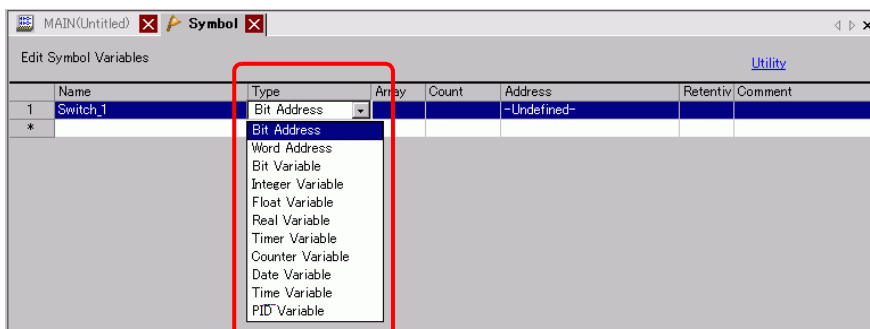 MAIN(Untitled) Symbol
Edit Symbol Variables
Utility
Name Type Array Count Address Retentiv Comment
1 Switch_1 Bit Address -Undefined-
*
Bit Address
Word Address
Bit Variable
Integer Variable
Float Variable
Real Variable
Timer Variable
Counter Variable
Date Variable
Time Variable
PID Variable